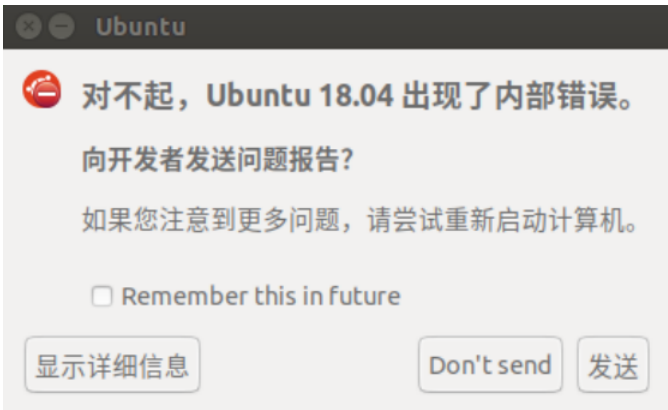 Ubuntu
对不起，Ubuntu 18.04 出现了内部错误。
向开发者发送问题报告?
如果您注意到更多问题，请尝试重新启动计算机。
Remember this in future
显示详细信息 Don't send 发送